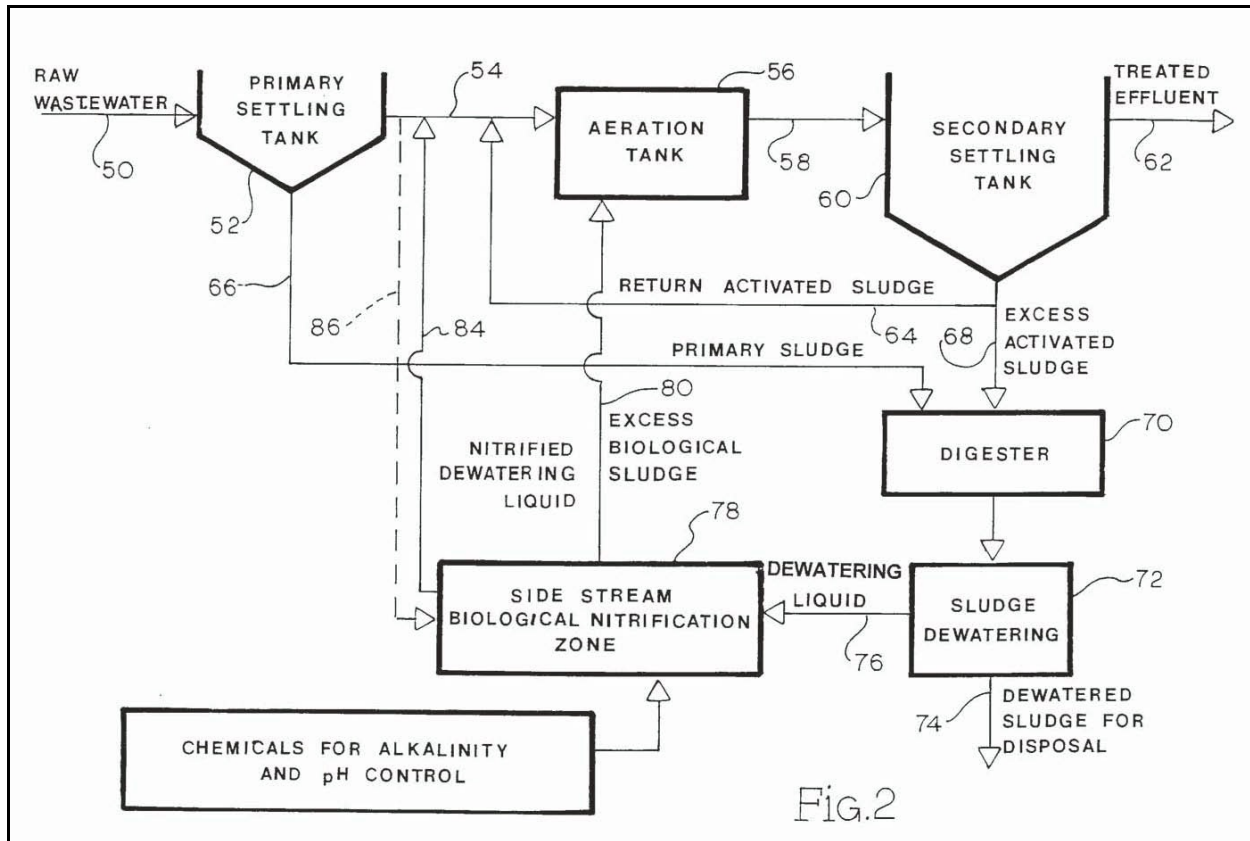 RAW
WASTEWATER
50
PRIMARY
SETTLING
TANK
52
54
AERATION
TANK
56
58
SECONDARY
SETTLING
TANK
60
TREATED
EFFLUENT
62
66
86
84
RETURN ACTIVATED SLUDGE
64
68
EXCESS
ACTIVATED
SLUDGE
PRIMARY SLUDGE
80
EXCESS
BIOLOGICAL
SLUDGE
NITRIFIED
DEWATERING
LIQUID
DIGESTER
70
78
SIDE STREAM
BIOLOGICAL NITRIFICATION
ZONE
DEWATERING
LIQUID
76
SLUDGE
DEWATERING
72
74
DEWATERED
SLUDGE FOR
DISPOSAL
CHEMICALS FOR ALKALINITY
AND pH CONTROL
Fig.2